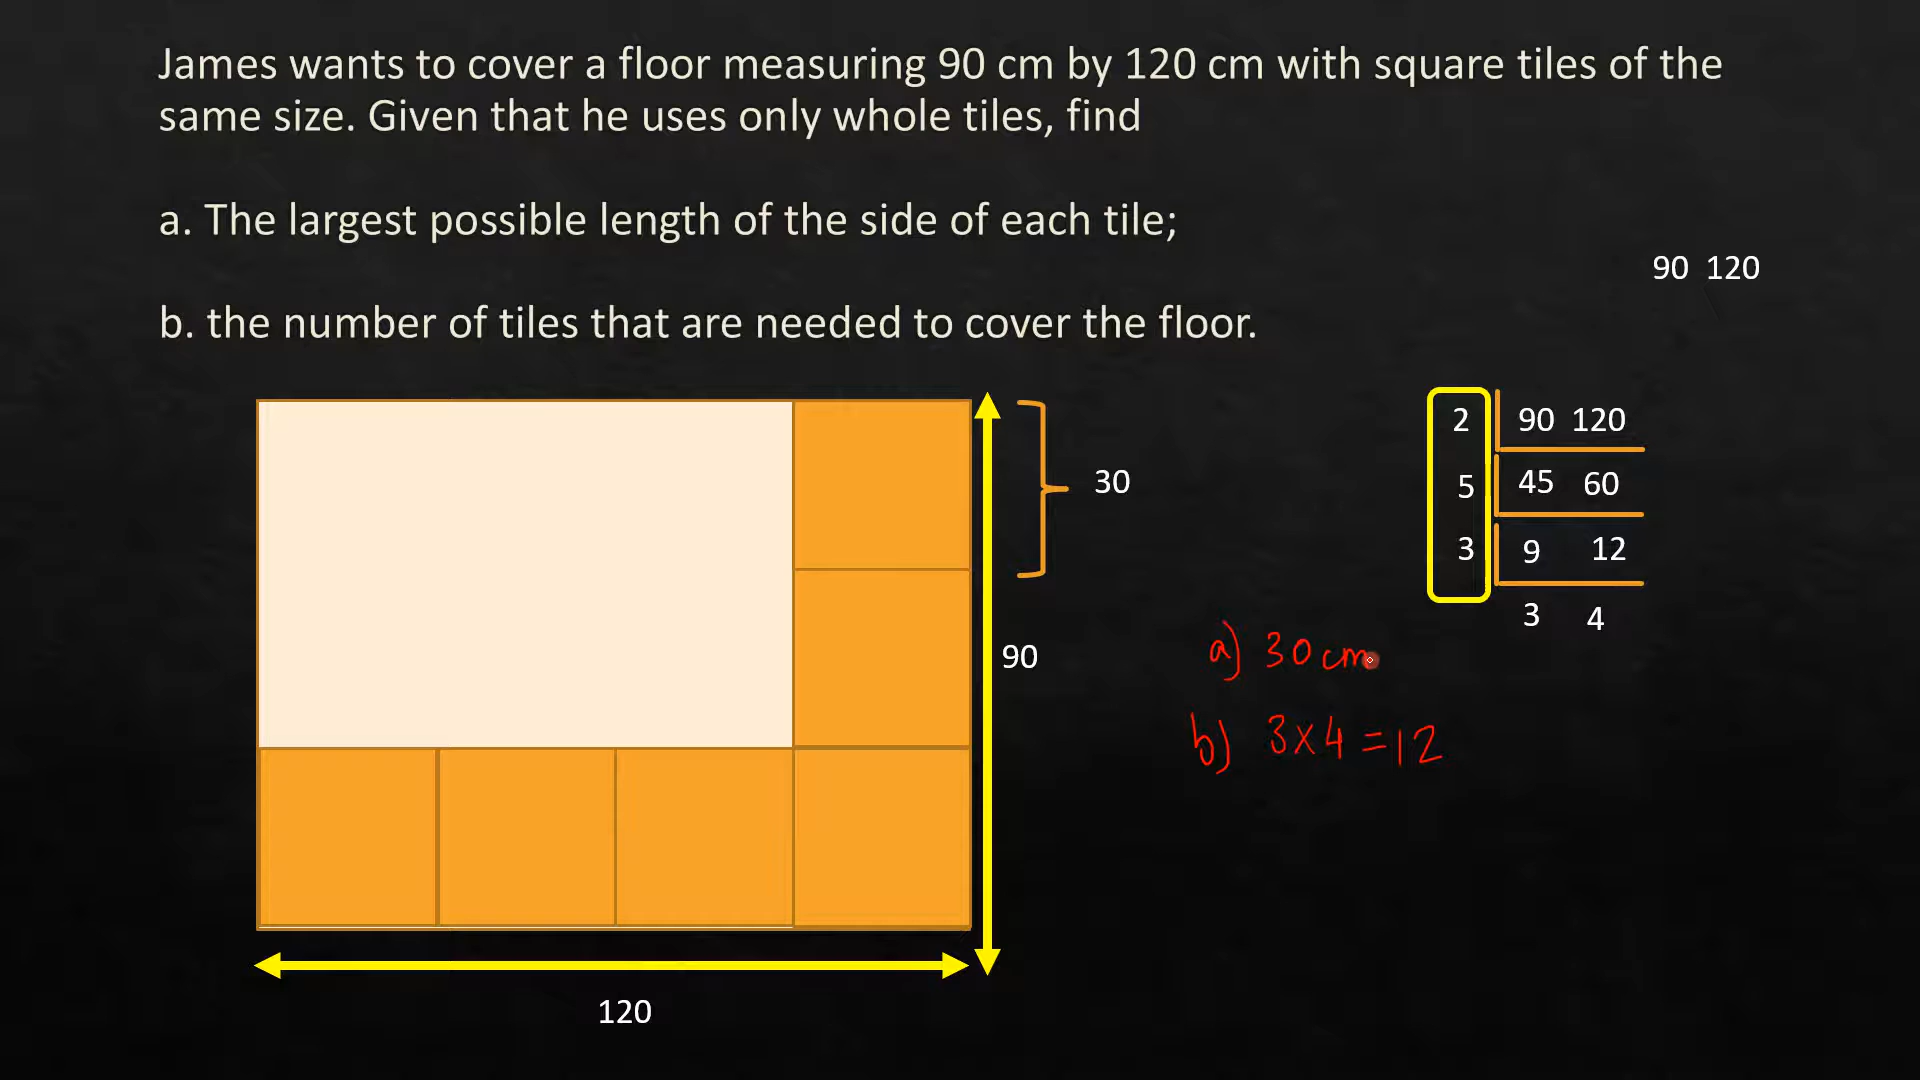 James wants to cover a floor measuring 90 cm by 120 cm with square tiles of the
same size. Given that he uses only whole tiles, find
a. The largest possible length of the side of each tile;
90 120
b. the number of tiles that are needed to cover the floor.
2 90 120
30
5 45 60
3 9 12
3 4
90
a) 30 cm
b) 3×4=12
120